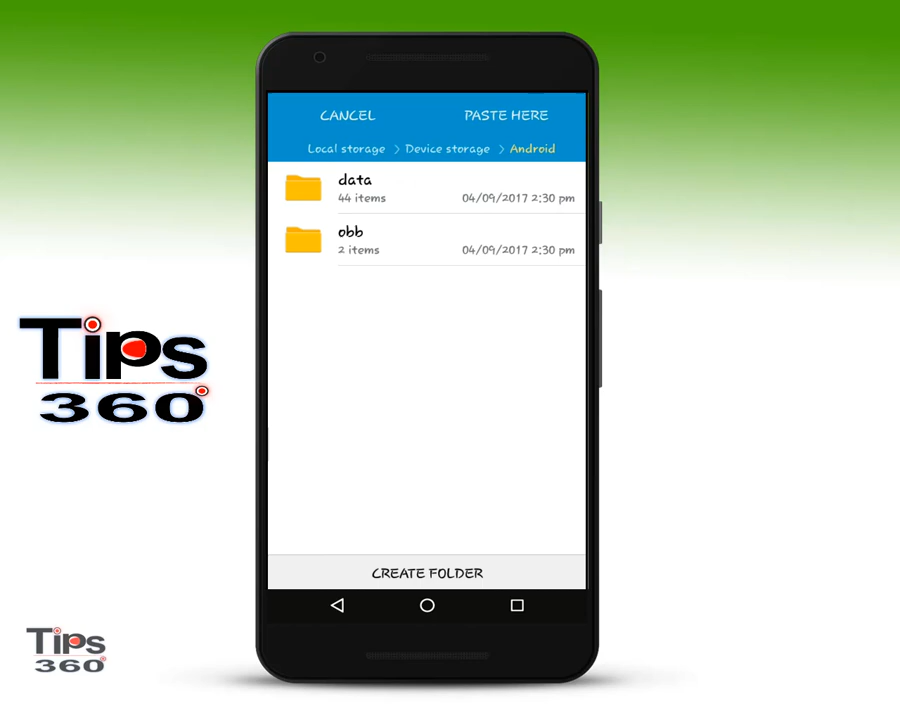 CANCEL PASTE HERE
Local storage > Device storage > Android
data
44 items 04/09/2017 2:30 pm
obb
2 items 04/09/2017 2:30 pm
Tips
360°
CREATE FOLDER
Tips
360°